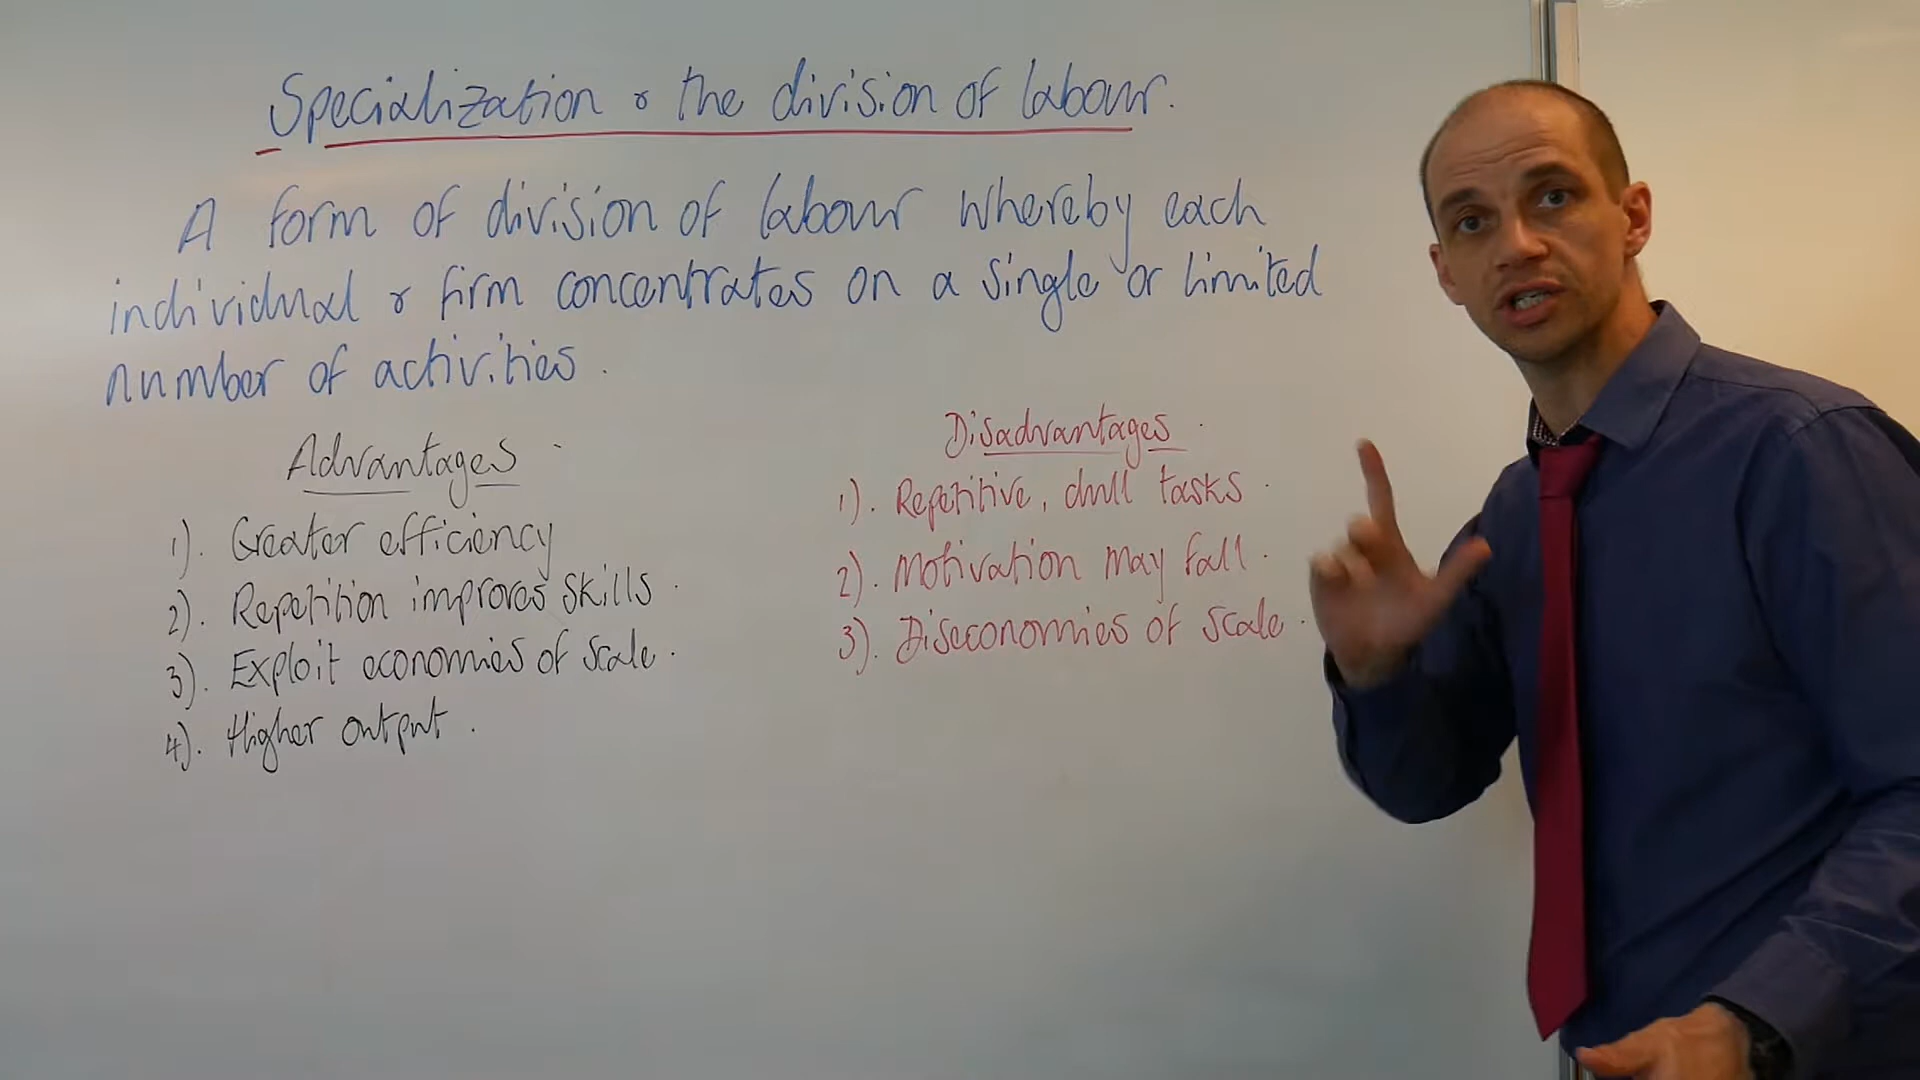 Specialization & the division of labour.
A form of division of labour whereby each
individual & firm concentrates on a single or limited
number of activities.
Advantages
1). Greater efficiency
2). Repetition improves skills.
3). Exploit economies of scale.
4). Higher output.
Disadvantages
1). Repetitive, dull tasks.
2). Motivation may fall.
3). Diseconomies of scale.